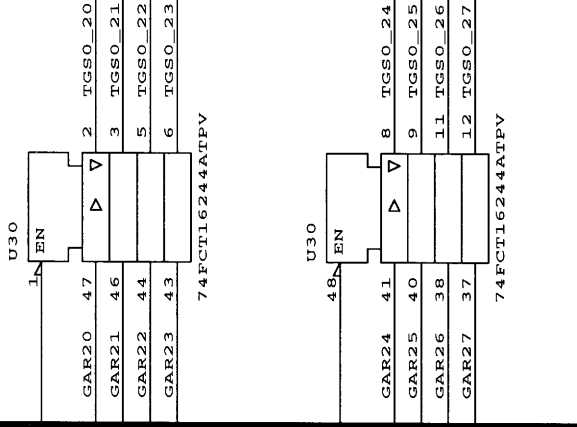 U30
1
EN
GAR20 47 2 TGSO_20
GAR21 46 3 TGSO_21
GAR22 44 5 TGSO_22
GAR23 43 6 TGSO_23
74FCT16244ATPV
U30
48
EN
GAR24 41 8 TGSO_24
GAR25 40 9 TGSO_25
GAR26 38 11 TGSO_26
GAR27 37 12 TGSO_27
74FCT16244ATPV